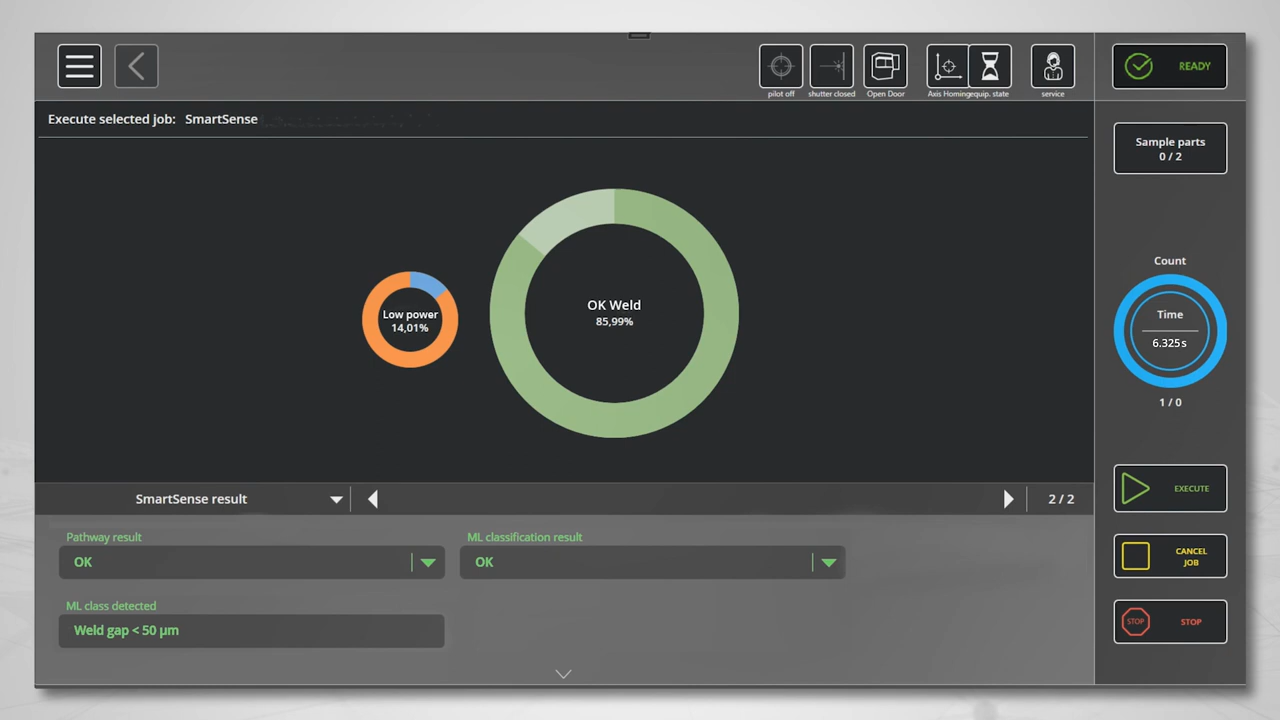 pilot off
shutter closed
Open Door
Axis Homing
equip. state
service
READY
Execute selected job: SmartSense
Sample parts
0 / 2
Low power
14,01%
OK Weld
85,99%
Count
Time
6.325s
1 / 0
SmartSense result
2 / 2
EXECUTE
Pathway result
OK
ML classification result
OK
CANCEL
JOB
ML class detected
Weld gap < 50 µm
STOP
STOP